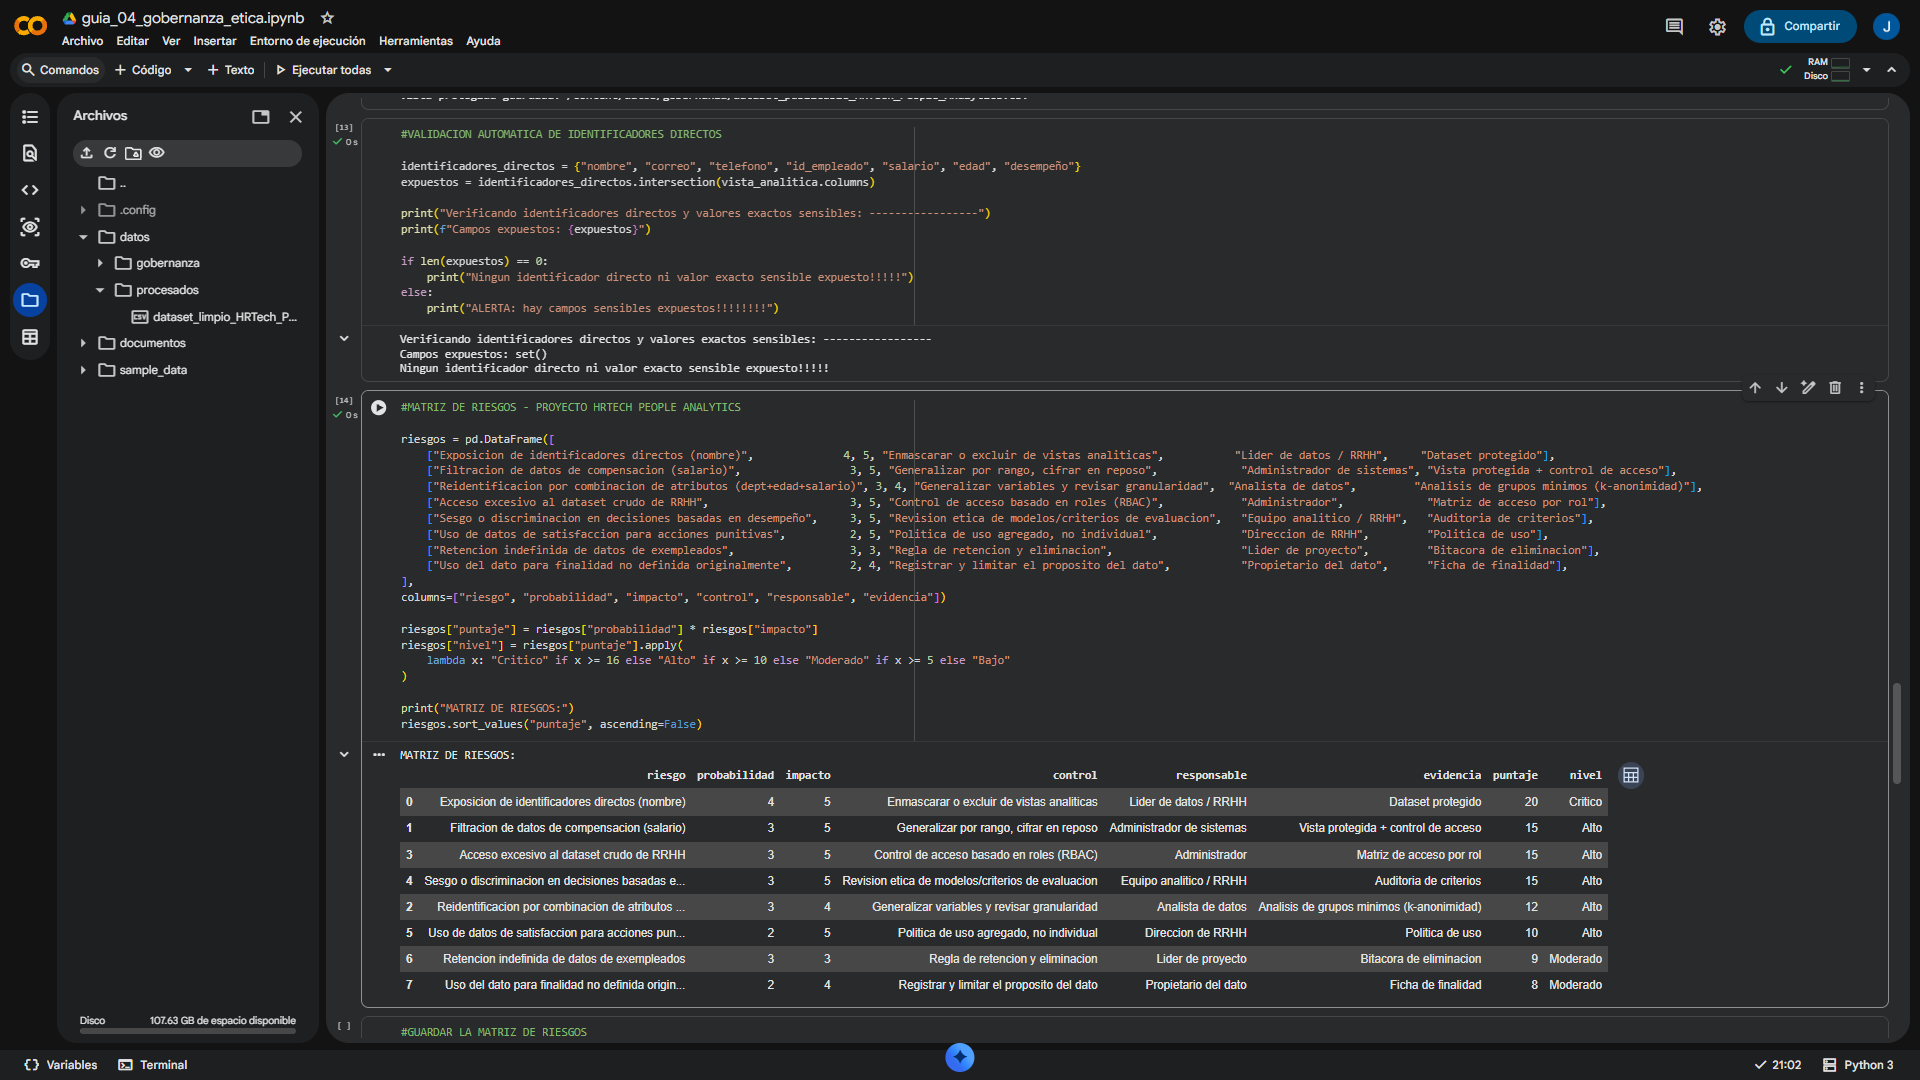 guia_04_gobernanza_etica.ipynb
Archivo Editar Ver Insertar Entorno de ejecución Herramientas Ayuda
Compartir
J
Comandos + Código + Texto Ejecutar todas
RAM
Disco
Archivos
..
.config
datos
gobernanza
procesados
dataset_limpio_HRTech_P...
documentos
sample_data
Disco 107.63 GB de espacio disponible
[13]
0 s
#VALIDACION AUTOMATICA DE IDENTIFICADORES DIRECTOS
identificadores_directos = {"nombre", "correo", "telefono", "id_empleado", "salario", "edad", "desempeño"}
expuestos = identificadores_directos.intersection(vista_analitica.columns)
print("Verificando identificadores directos y valores exactos sensibles: -----------------")
print(f"Campos expuestos: {expuestos}")
if len(expuestos) == 0:
print("Ningun identificador directo ni valor exacto sensible expuesto!!!!!")
else:
print("ALERTA: hay campos sensibles expuestos!!!!!!!!")
Verificando identificadores directos y valores exactos sensibles: -----------------
Campos expuestos: set()
Ningun identificador directo ni valor exacto sensible expuesto!!!!!
[14]
0 s
#MATRIZ DE RIESGOS - PROYECTO HRTECH PEOPLE ANALYTICS
riesgos = pd.DataFrame([
["Exposicion de identificadores directos (nombre)", 4, 5, "Enmascarar o excluir de vistas analiticas", "Lider de datos / RRHH", "Dataset protegido"],
["Filtracion de datos de compensacion (salario)", 3, 5, "Generalizar por rango, cifrar en reposo", "Administrador de sistemas", "Vista protegida + control de acceso"],
["Reidentificacion por combinacion de atributos (dept+edad+salario)", 3, 4, "Generalizar variables y revisar granularidad", "Analista de datos", "Analisis de grupos minimos (k-anonimidad)"],
["Acceso excesivo al dataset crudo de RRHH", 3, 5, "Control de acceso basado en roles (RBAC)", "Administrador", "Matriz de acceso por rol"],
["Sesgo o discriminacion en decisiones basadas en desempeño", 3, 5, "Revision etica de modelos/criterios de evaluacion", "Equipo analitico / RRHH", "Auditoria de criterios"],
["Uso de datos de satisfaccion para acciones punitivas", 2, 5, "Politica de uso agregado, no individual", "Direccion de RRHH", "Politica de uso"],
["Retencion indefinida de datos de exempleados", 3, 3, "Regla de retencion y eliminacion", "Lider de proyecto", "Bitacora de eliminacion"],
["Uso del dato para finalidad no definida originalmente", 2, 4, "Registrar y limitar el proposito del dato", "Propietario del dato", "Ficha de finalidad"],
],
columns=["riesgo", "probabilidad", "impacto", "control", "responsable", "evidencia"])
riesgos["puntaje"] = riesgos["probabilidad"] * riesgos["impacto"]
riesgos["nivel"] = riesgos["puntaje"].apply(
lambda x: "Critico" if x >= 16 else "Alto" if x >= 10 else "Moderado" if x >= 5 else "Bajo"
)
print("MATRIZ DE RIESGOS:")
riesgos.sort_values("puntaje", ascending=False)
MATRIZ DE RIESGOS:
riesgo probabilidad impacto control responsable evidencia puntaje nivel
0 Exposicion de identificadores directos (nombre) 4 5 Enmascarar o excluir de vistas analiticas Lider de datos / RRHH Dataset protegido 20 Critico
1 Filtracion de datos de compensacion (salario) 3 5 Generalizar por rango, cifrar en reposo Administrador de sistemas Vista protegida + control de acceso 15 Alto
3 Acceso excesivo al dataset crudo de RRHH 3 5 Control de acceso basado en roles (RBAC) Administrador Matriz de acceso por rol 15 Alto
4 Sesgo o discriminacion en decisiones basadas e... 3 5 Revision etica de modelos/criterios de evaluacion Equipo analitico / RRHH Auditoria de criterios 15 Alto
2 Reidentificacion por combinacion de atributos ... 3 4 Generalizar variables y revisar granularidad Analista de datos Analisis de grupos minimos (k-anonimidad) 12 Alto
5 Uso de datos de satisfaccion para acciones pun... 2 5 Politica de uso agregado, no individual Direccion de RRHH Politica de uso 10 Alto
6 Retencion indefinida de datos de exempleados 3 3 Regla de retencion y eliminacion Lider de proyecto Bitacora de eliminacion 9 Moderado
7 Uso del dato para finalidad no definida origin... 2 4 Registrar y limitar el proposito del dato Propietario del dato Ficha de finalidad 8 Moderado
[ ]
#GUARDAR LA MATRIZ DE RIESGOS
Variables Terminal
21:02 Python 3